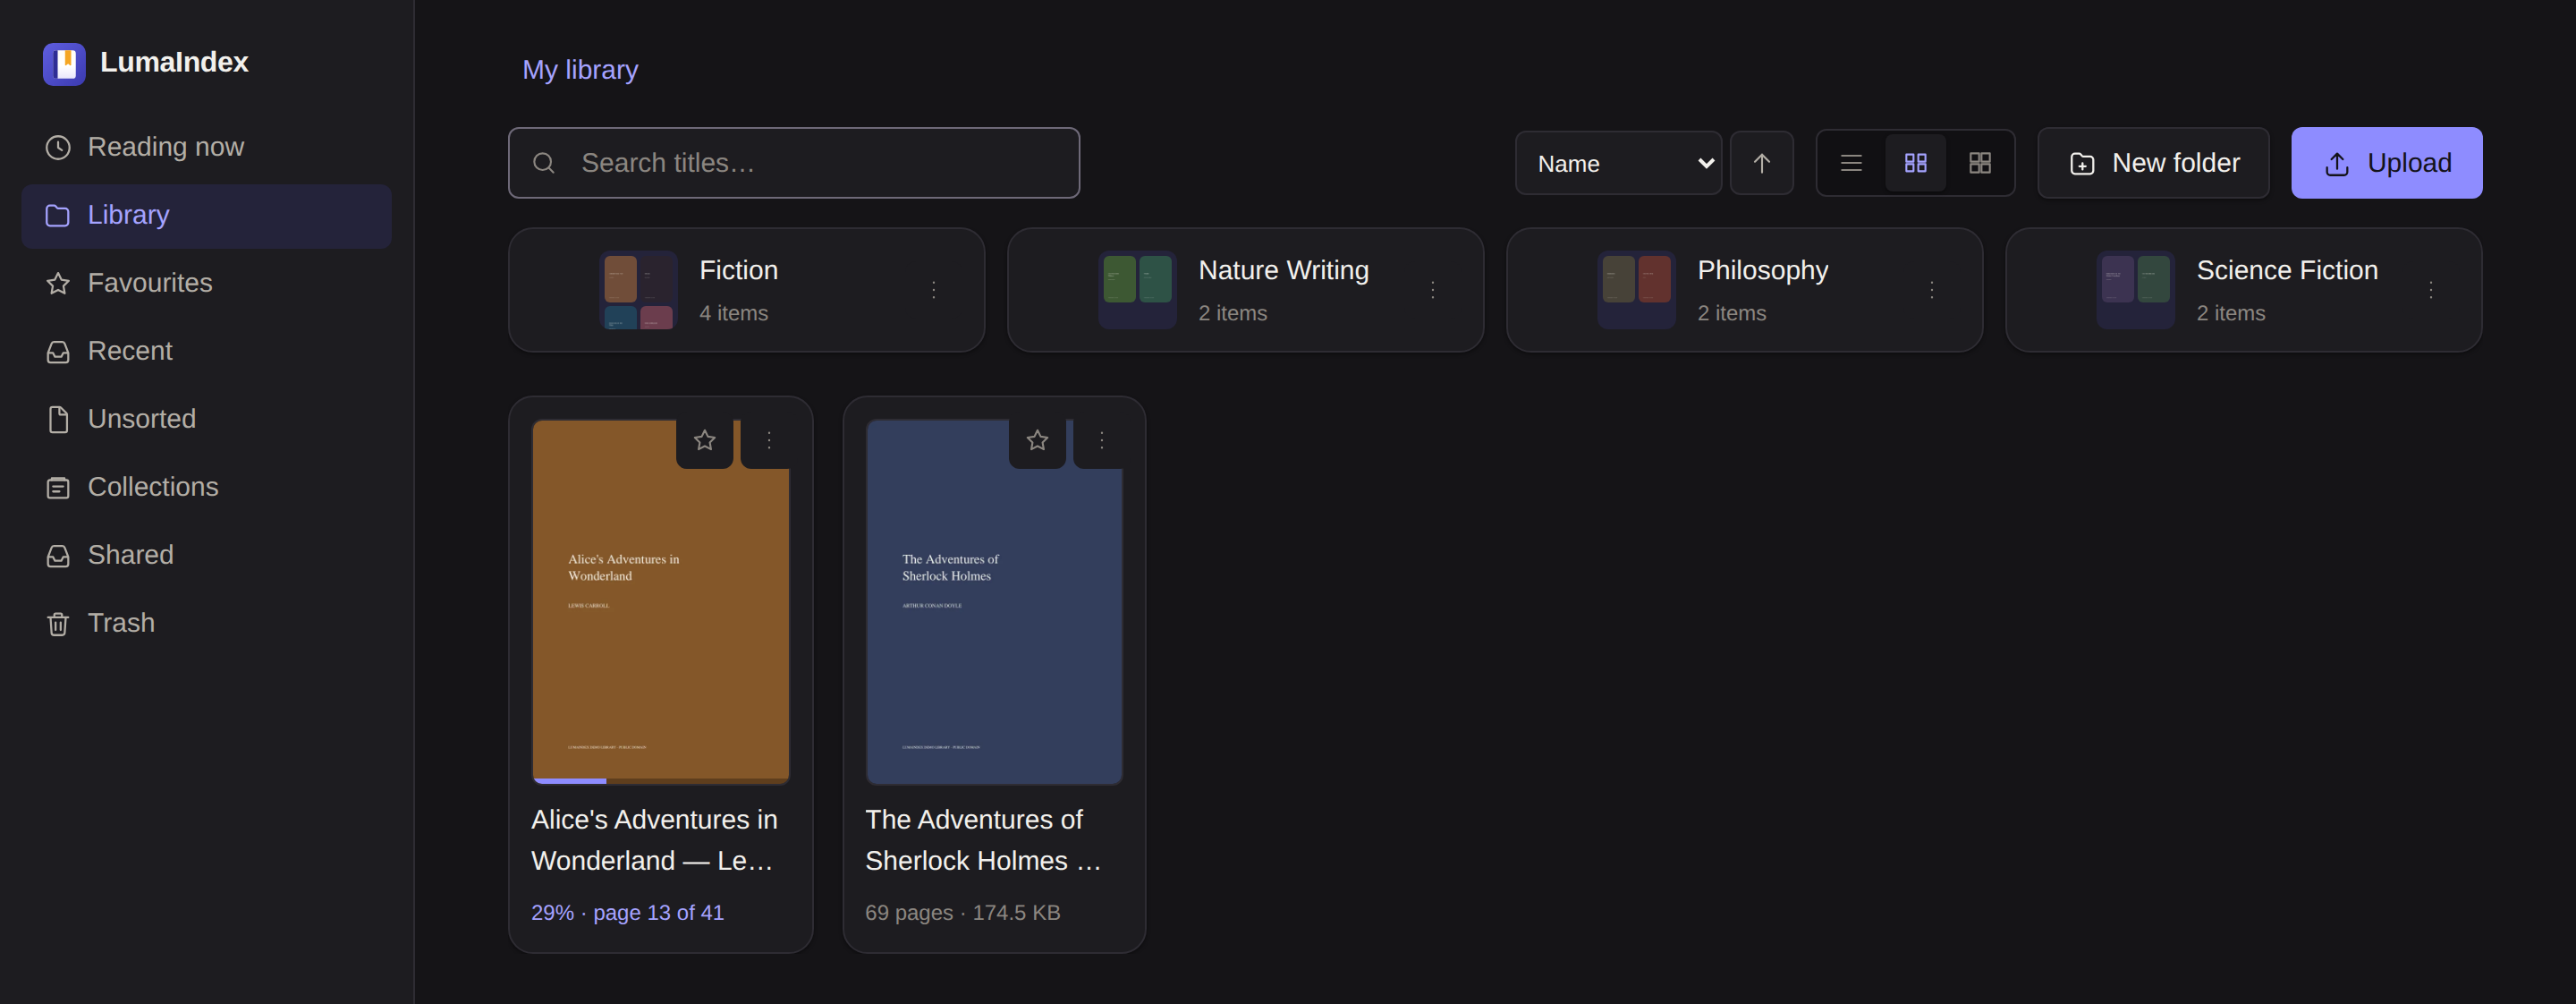 LumaIndex
Reading now
Library
Favourites
Recent
Unsorted
Collections
Shared
Trash
My library
Search titles…
Name
New folder
Upload
Fiction
4 items
Nature Writing
2 items
Philosophy
2 items
Science Fiction
2 items
Alice's Adventures in
Wonderland
LEWIS CARROLL
Alice's Adventures in
Wonderland — Le…
29% · page 13 of 41
The Adventures of
Sherlock Holmes
ARTHUR CONAN DOYLE
The Adventures of
Sherlock Holmes …
69 pages · 174.5 KB